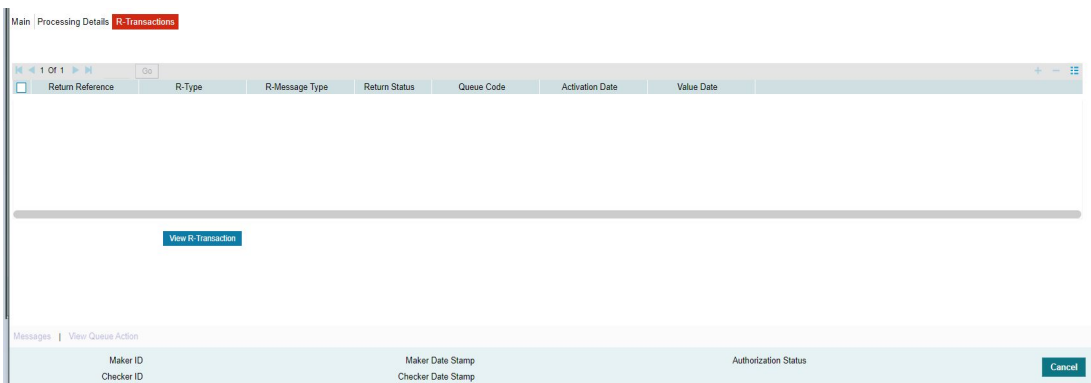 Main Processing Details R-Transactions
1 Of 1 Go
Return Reference R-Type R-Message Type Return Status Queue Code Activation Date Value Date
View R-Transaction
Messages | View Queue Action
Maker ID Maker Date Stamp Authorization Status
Checker ID Checker Date Stamp
Cancel